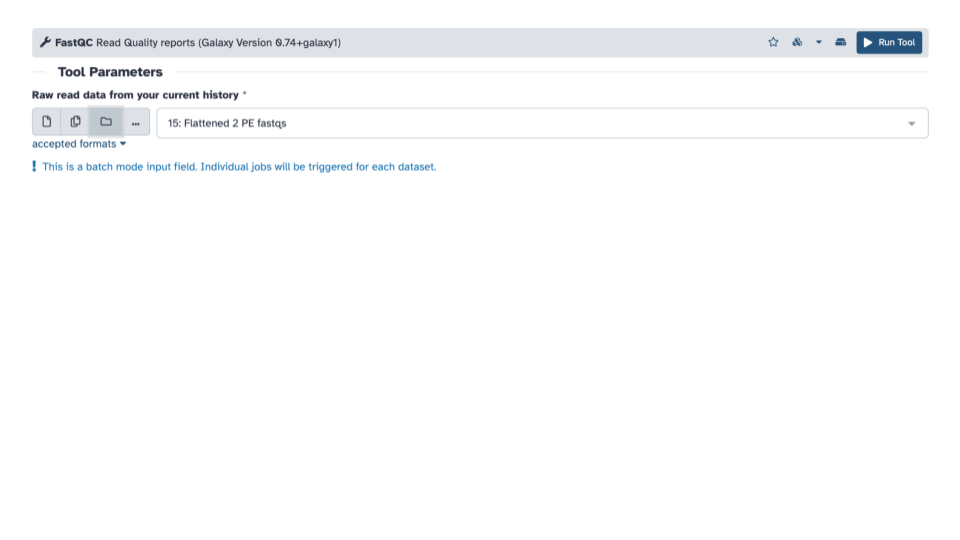 FastQC Read Quality reports (Galaxy Version 0.74+galaxy1)
Run Tool
Tool Parameters
Raw read data from your current history *
...
15: Flattened 2 PE fastqs
accepted formats
! This is a batch mode input field. Individual jobs will be triggered for each dataset.